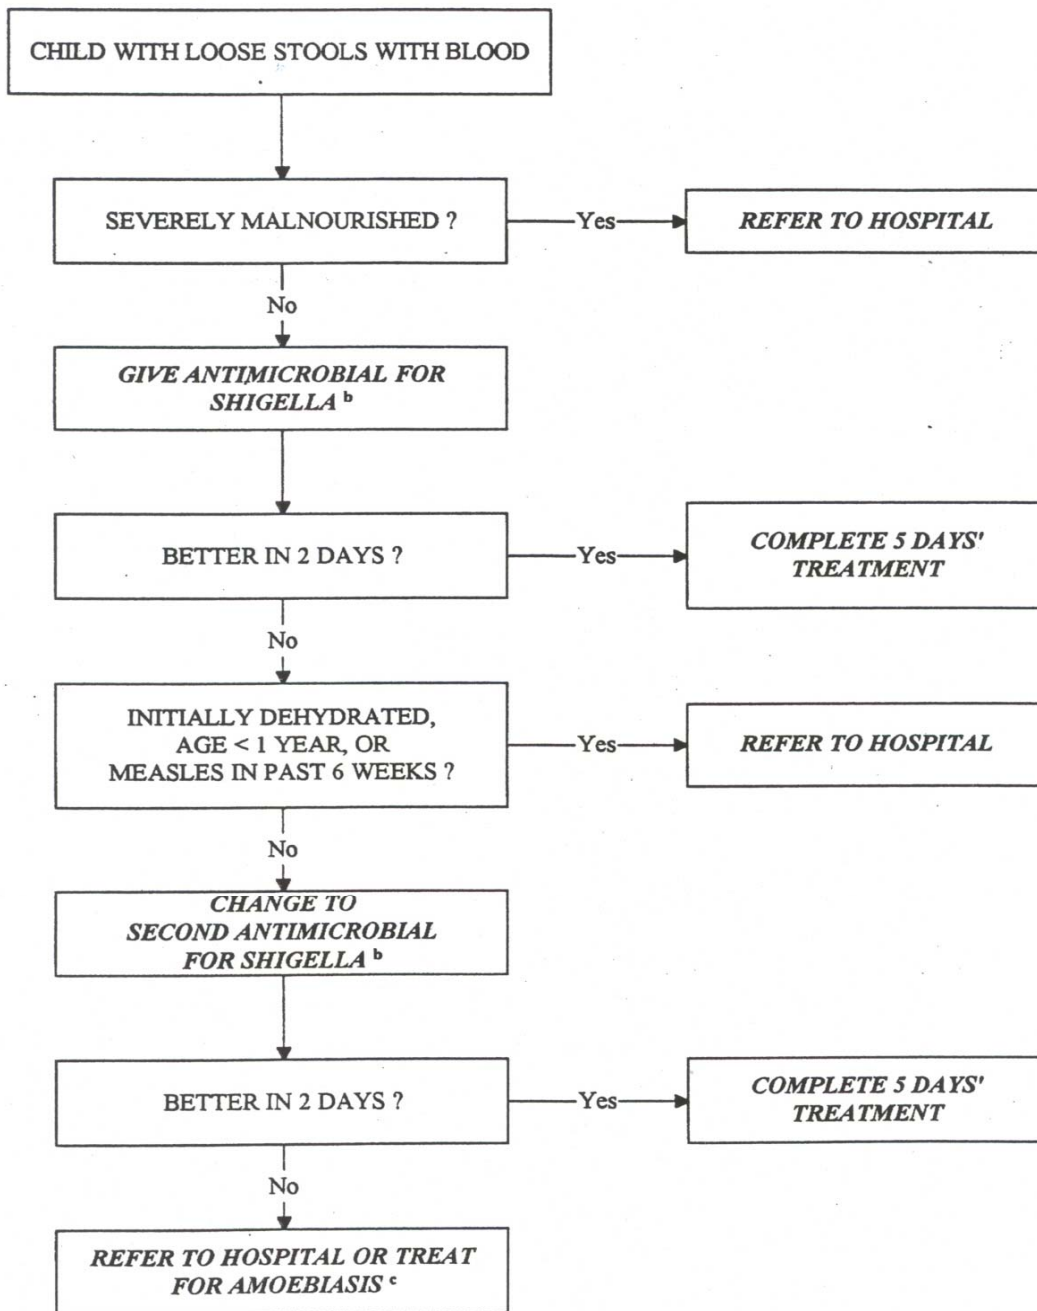 CHILD WITH LOOSE STOOLS WITH BLOOD
SEVERELY MALNOURISHED ?
Yes
REFER TO HOSPITAL
No
GIVE ANTIMICROBIAL FOR
SHIGELLA ᵇ
BETTER IN 2 DAYS ?
Yes
COMPLETE 5 DAYS'
TREATMENT
No
INITIALLY DEHYDRATED,
AGE < 1 YEAR, OR
MEASLES IN PAST 6 WEEKS ?
Yes
REFER TO HOSPITAL
No
CHANGE TO
SECOND ANTIMICROBIAL
FOR SHIGELLA ᵇ
BETTER IN 2 DAYS ?
Yes
COMPLETE 5 DAYS'
TREATMENT
No
REFER TO HOSPITAL OR TREAT
FOR AMOEBIASIS ᶜ